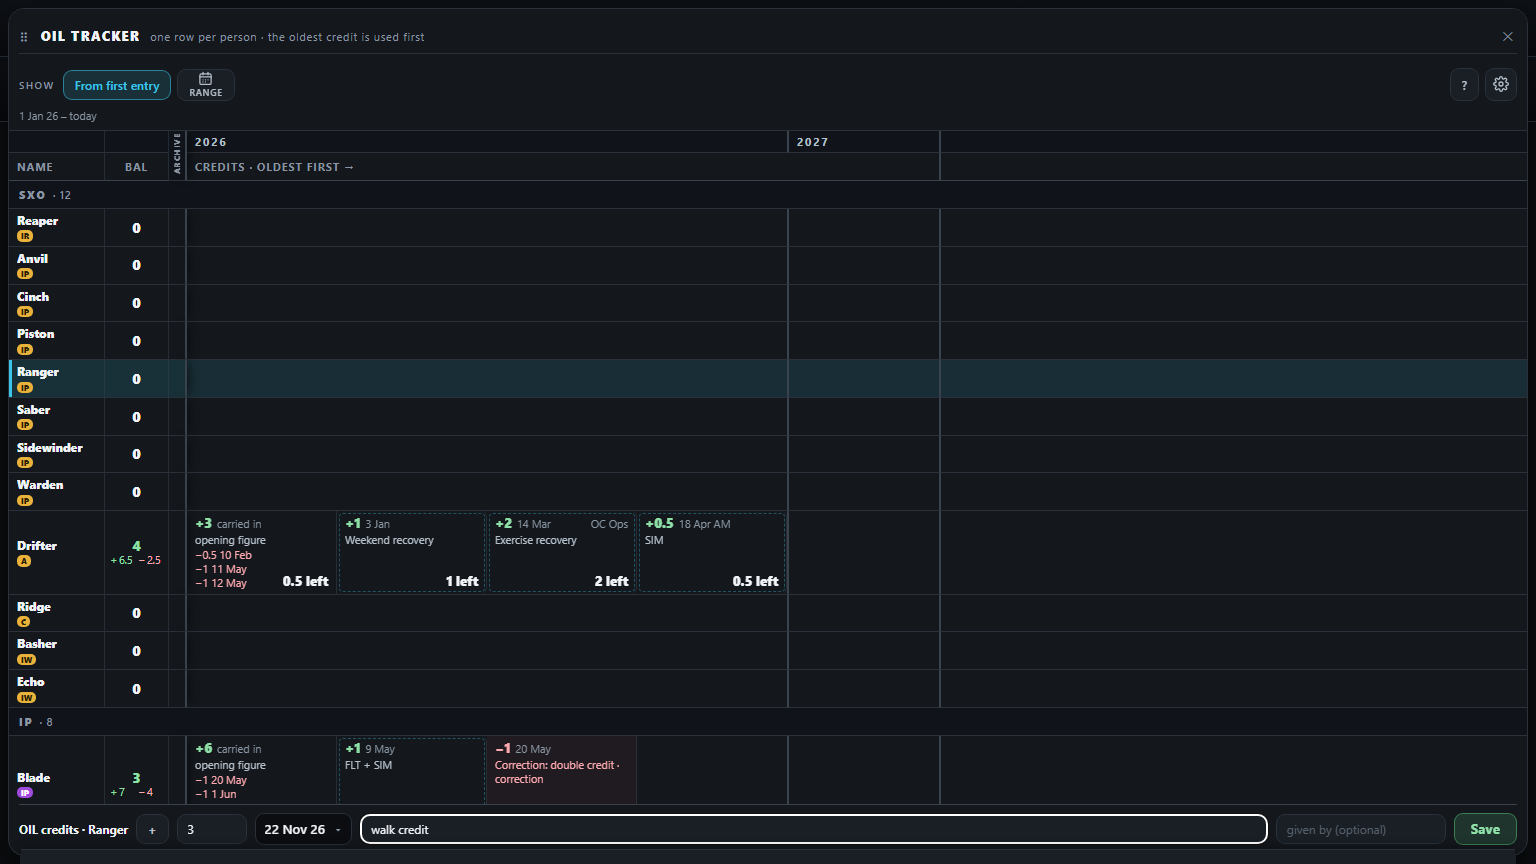 OIL TRACKER one row per person · the oldest credit is used first
SHOW From first entry RANGE ?
1 Jan 26 – today
ARCHIVE 2026 2027
NAME BAL CREDITS · OLDEST FIRST →
SXO · 12
Reaper 0
IR
Anvil 0
IP
Cinch 0
IP
Piston 0
IP
Ranger 0
IP
Saber 0
IP
Sidewinder 0
IP
Warden 0
IP
Drifter 4
A +6.5 −2.5
+3 carried in
opening figure
−0.5 10 Feb
−1 11 May
−1 12 May 0.5 left
+1 3 Jan
Weekend recovery
1 left
+2 14 Mar OC Ops
Exercise recovery
2 left
+0.5 18 Apr AM
SIM
0.5 left
Ridge 0
C
Basher 0
IW
Echo 0
IW
IP · 8
Blade 3
IP +7 −4
+6 carried in
opening figure
−1 20 May
−1 1 Jun
+1 9 May
FLT + SIM
−1 20 May
Correction: double credit ·
correction
OIL credits · Ranger + 3 22 Nov 26 walk credit given by (optional) Save